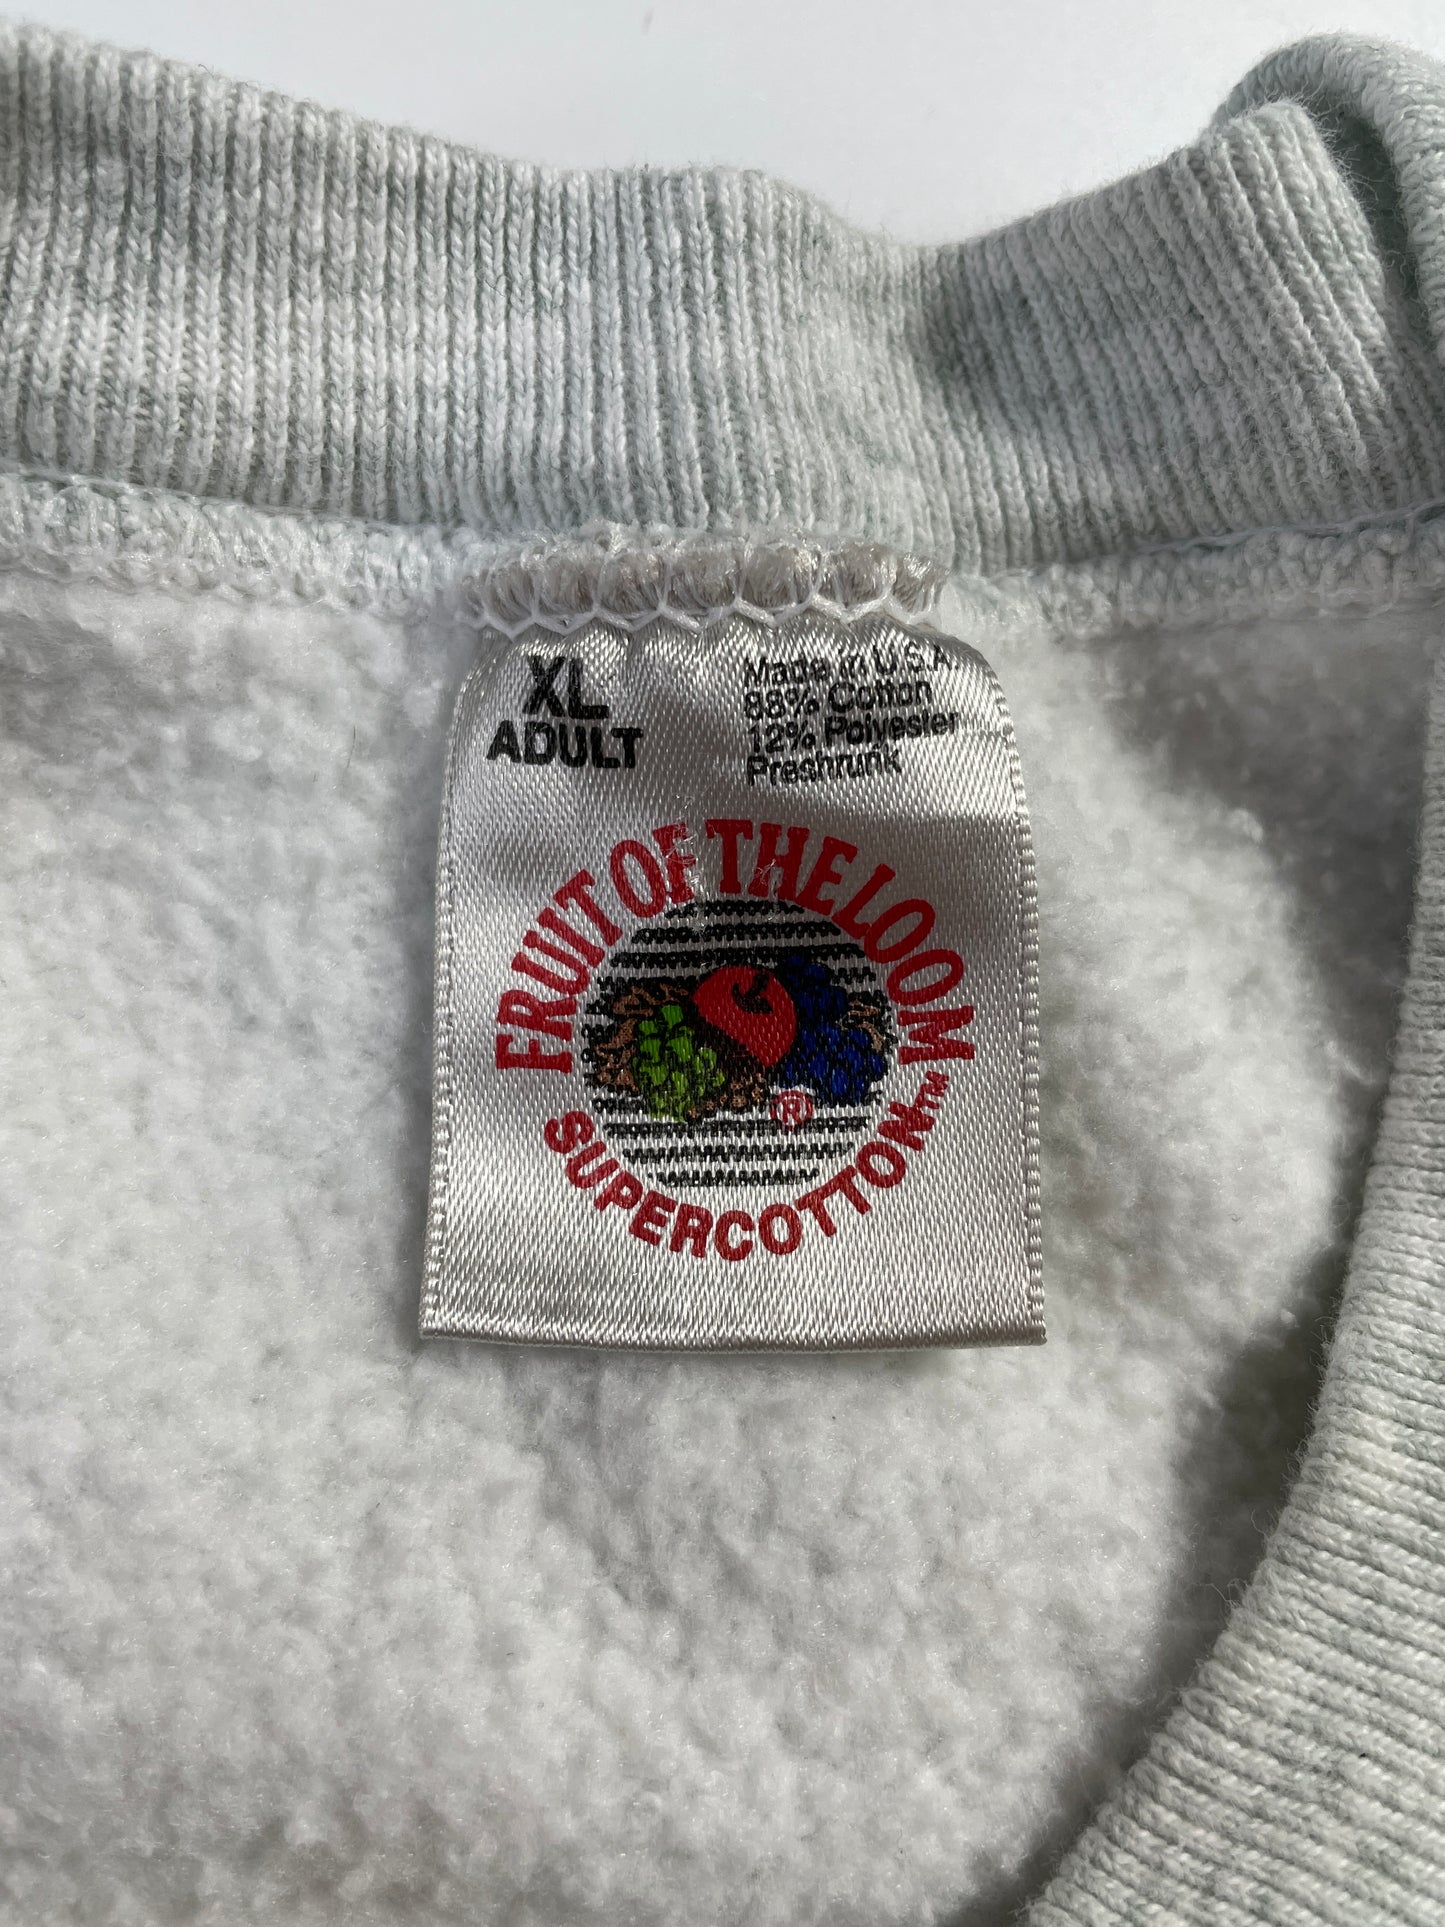 XL
ADULT
Made in U.S.A
88% Cotton
12% Polyester
Preshrunk
FRUIT OF THE LOOM
®
SUPERCOTTON™